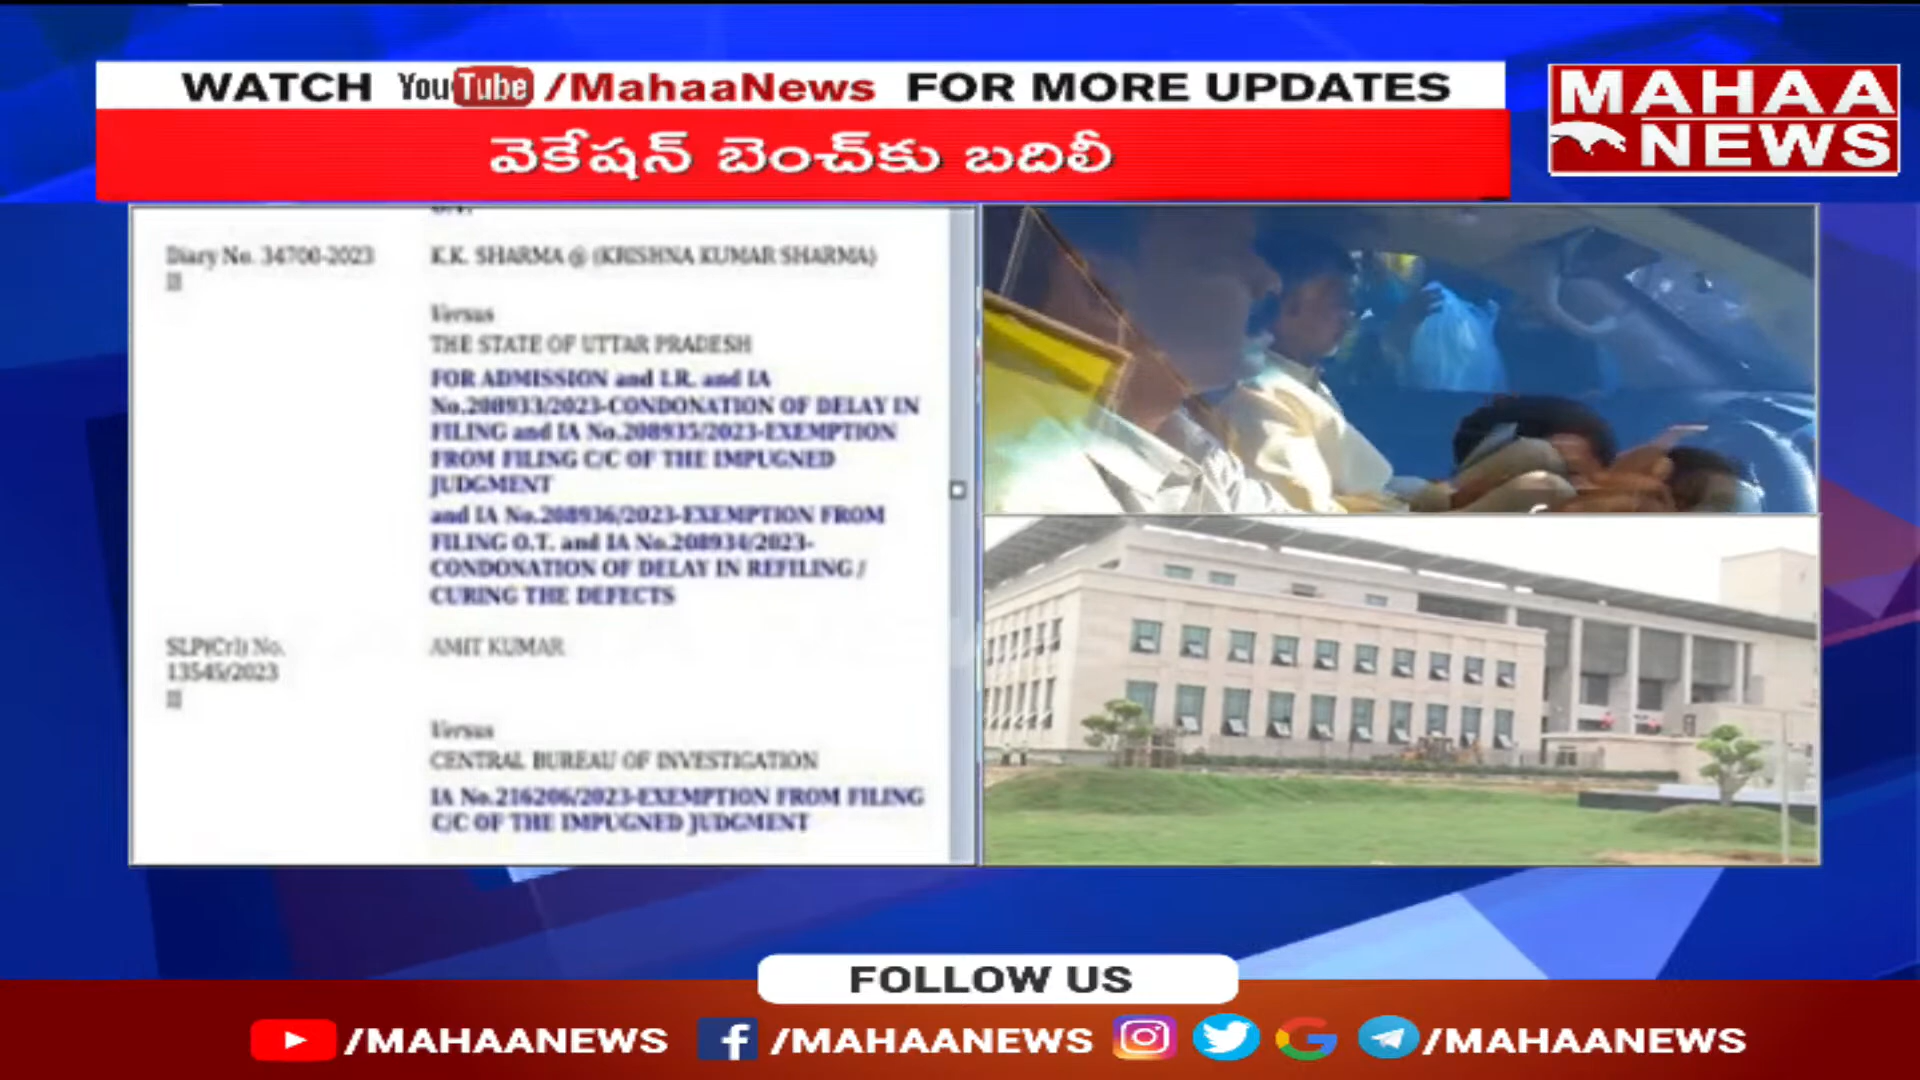 WATCH YouTube /MahaaNews FOR MORE UPDATES
MAHAA
NEWS
వెకేషన్ బెంచ్‌కు బదిలీ
Diary No. 34700-2023
K.K. SHARMA @ (KRISHNA KUMAR SHARMA)
Versus
THE STATE OF UTTAR PRADESH
FOR ADMISSION and I.R. and IA
No.208933/2023-CONDONATION OF DELAY IN
FILING and IA No.208935/2023-EXEMPTION
FROM FILING C/C OF THE IMPUGNED
JUDGMENT
and IA No.208936/2023-EXEMPTION FROM
FILING O.T. and IA No.208934/2023-
CONDONATION OF DELAY IN REFILING /
CURING THE DEFECTS
SLP(Crl) No.
13545/2023
AMIT KUMAR
Versus
CENTRAL BUREAU OF INVESTIGATION
IA No.216206/2023-EXEMPTION FROM FILING
C/C OF THE IMPUGNED JUDGMENT
FOLLOW US
/MAHAANEWS /MAHAANEWS /MAHAANEWS